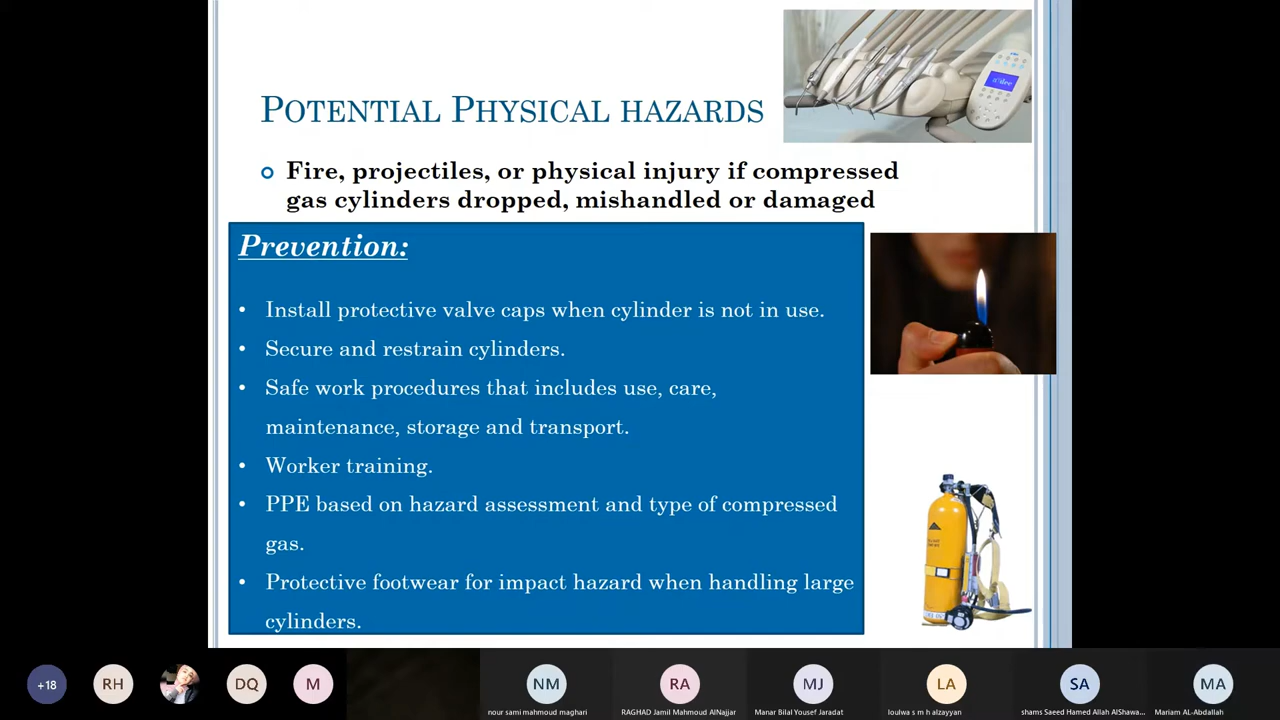 POTENTIAL PHYSICAL HAZARDS
Fire, projectiles, or physical injury if compressed
gas cylinders dropped, mishandled or damaged
Prevention:
• Install protective valve caps when cylinder is not in use.
• Secure and restrain cylinders.
• Safe work procedures that includes use, care,
maintenance, storage and transport.
• Worker training.
• PPE based on hazard assessment and type of compressed
gas.
• Protective footwear for impact hazard when handling large
cylinders.
+18
RH
DQ
M
NM
RA
MJ
LA
SA
MA
nour sami mahmoud maghari
RAGHAD Jamil Mahmoud AlNajjar
Manar Bilal Yousef Jaradat
loulwa s m h alzayyan
shams Saeed Hamed Allah AlShawa...
Mariam AL-Abdallah